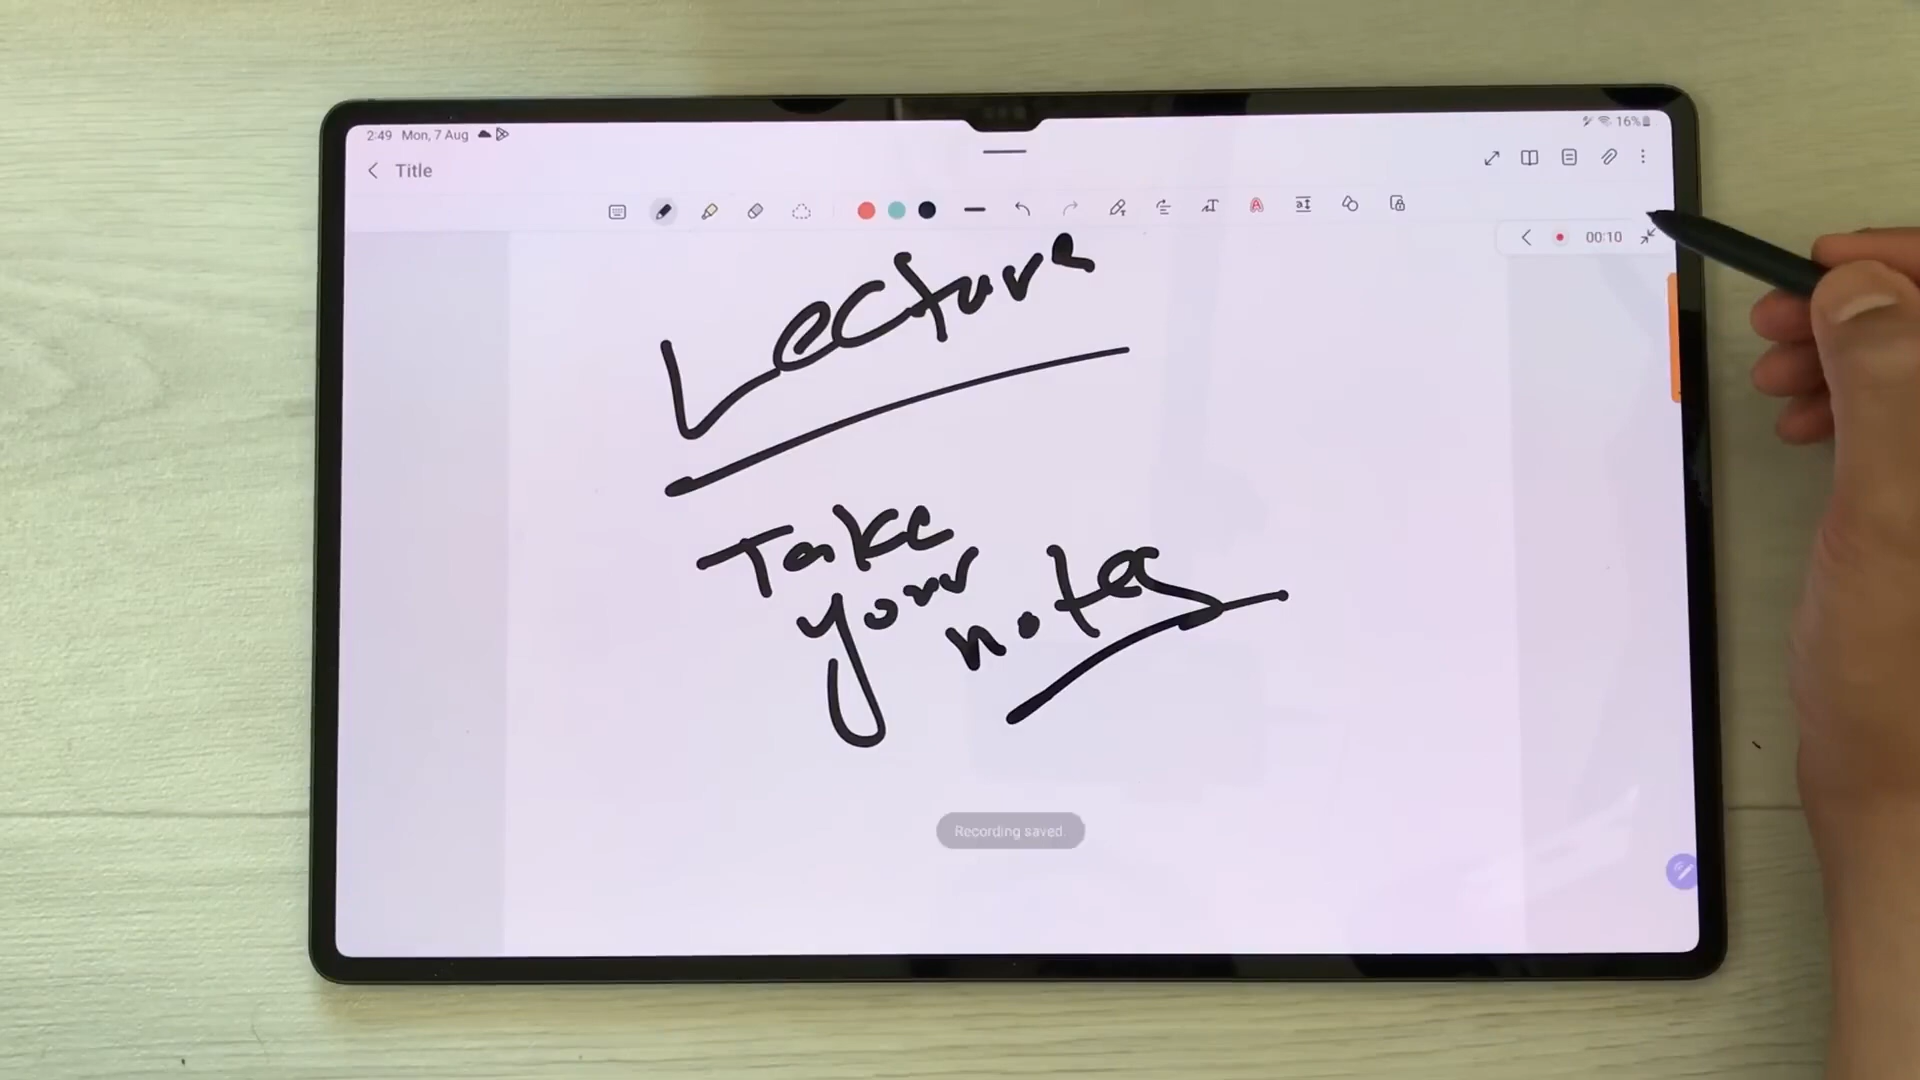 2:49 Mon, 7 Aug
16%
Title
00:10
Lecture
Take
your
notes
Recording saved.